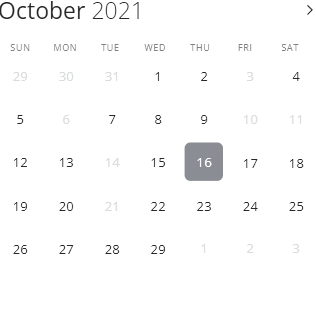 October 2021
SUN MON TUE WED THU FRI SAT
29 30 31 1 2 3 4
5 6 7 8 9 10 11
12 13 14 15 16 17 18
19 20 21 22 23 24 25
26 27 28 29 1 2 3